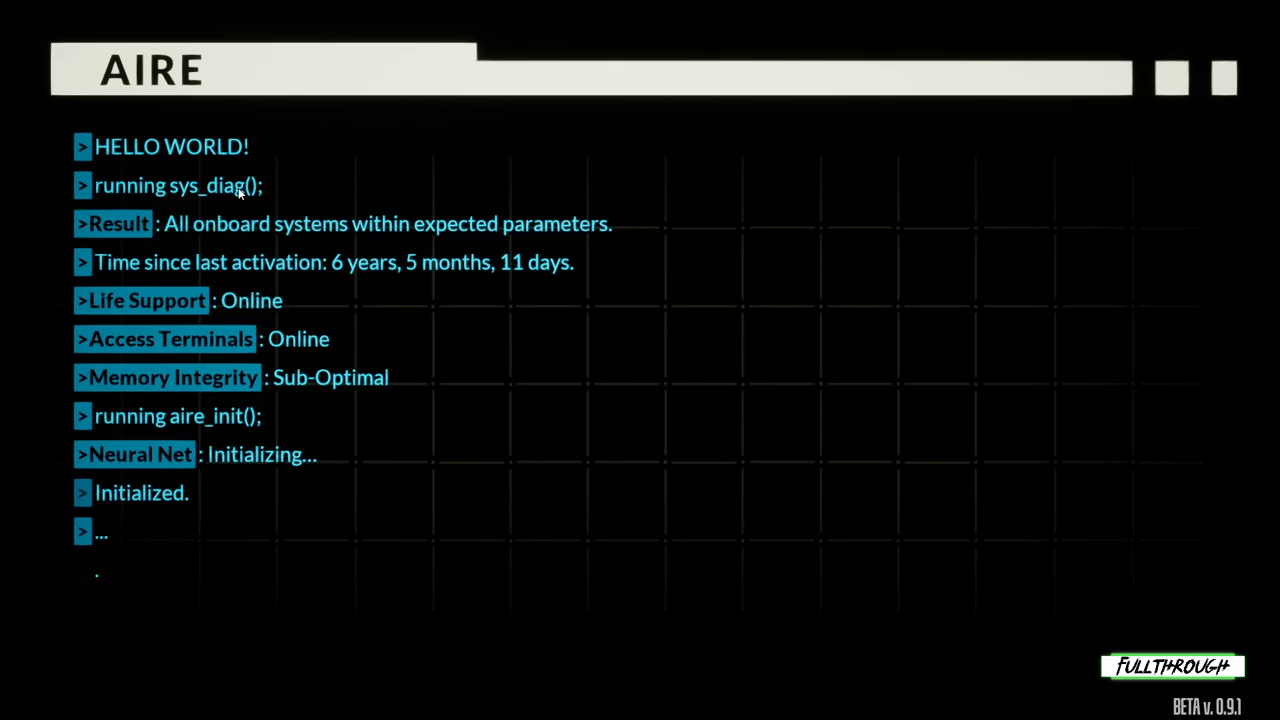 AIRE
> HELLO WORLD!
> running sys_diag();
>Result : All onboard systems within expected parameters.
> Time since last activation: 6 years, 5 months, 11 days.
>Life Support : Online
>Access Terminals : Online
>Memory Integrity : Sub-Optimal
> running aire_init();
>Neural Net : Initializing...
> Initialized.
> ...
.
FULLTHROUGH
BETA v. 0.9.1